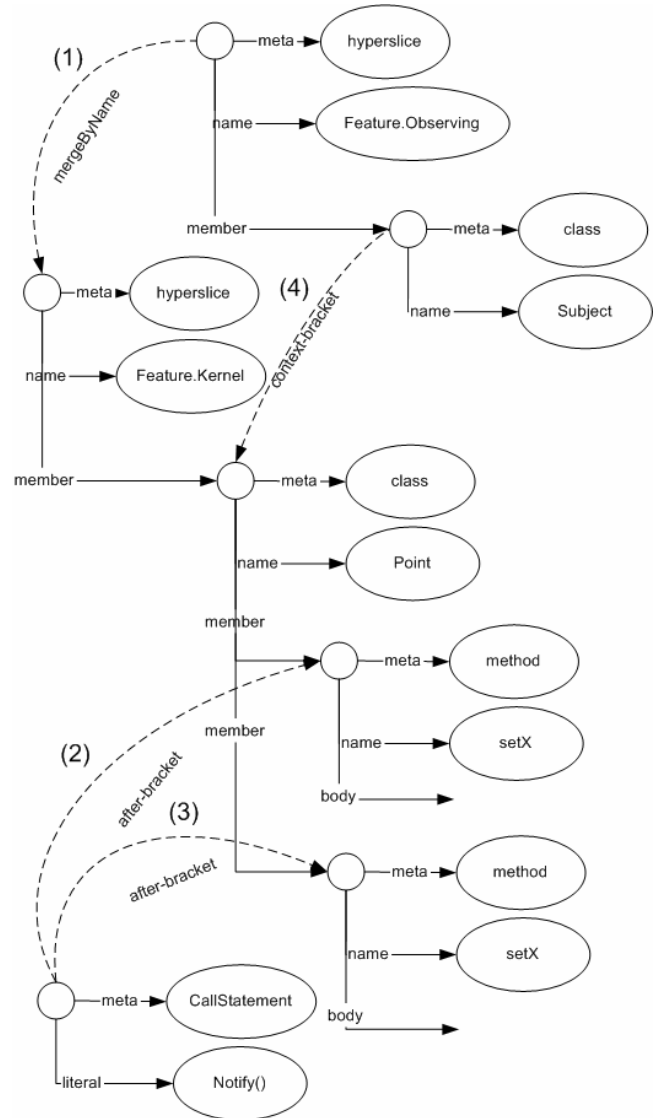 (1)
meta
hyperslice
mergeByName
name
Feature.Observing
member
meta
class
(4)
meta
hyperslice
context-bracket
name
Subject
name
Feature.Kernel
member
meta
class
name
Point
member
meta
method
member
(2)
name
setX
after-bracket
body
(3)
after-bracket
meta
method
name
setX
meta
CallStatement
body
literal
Notify()